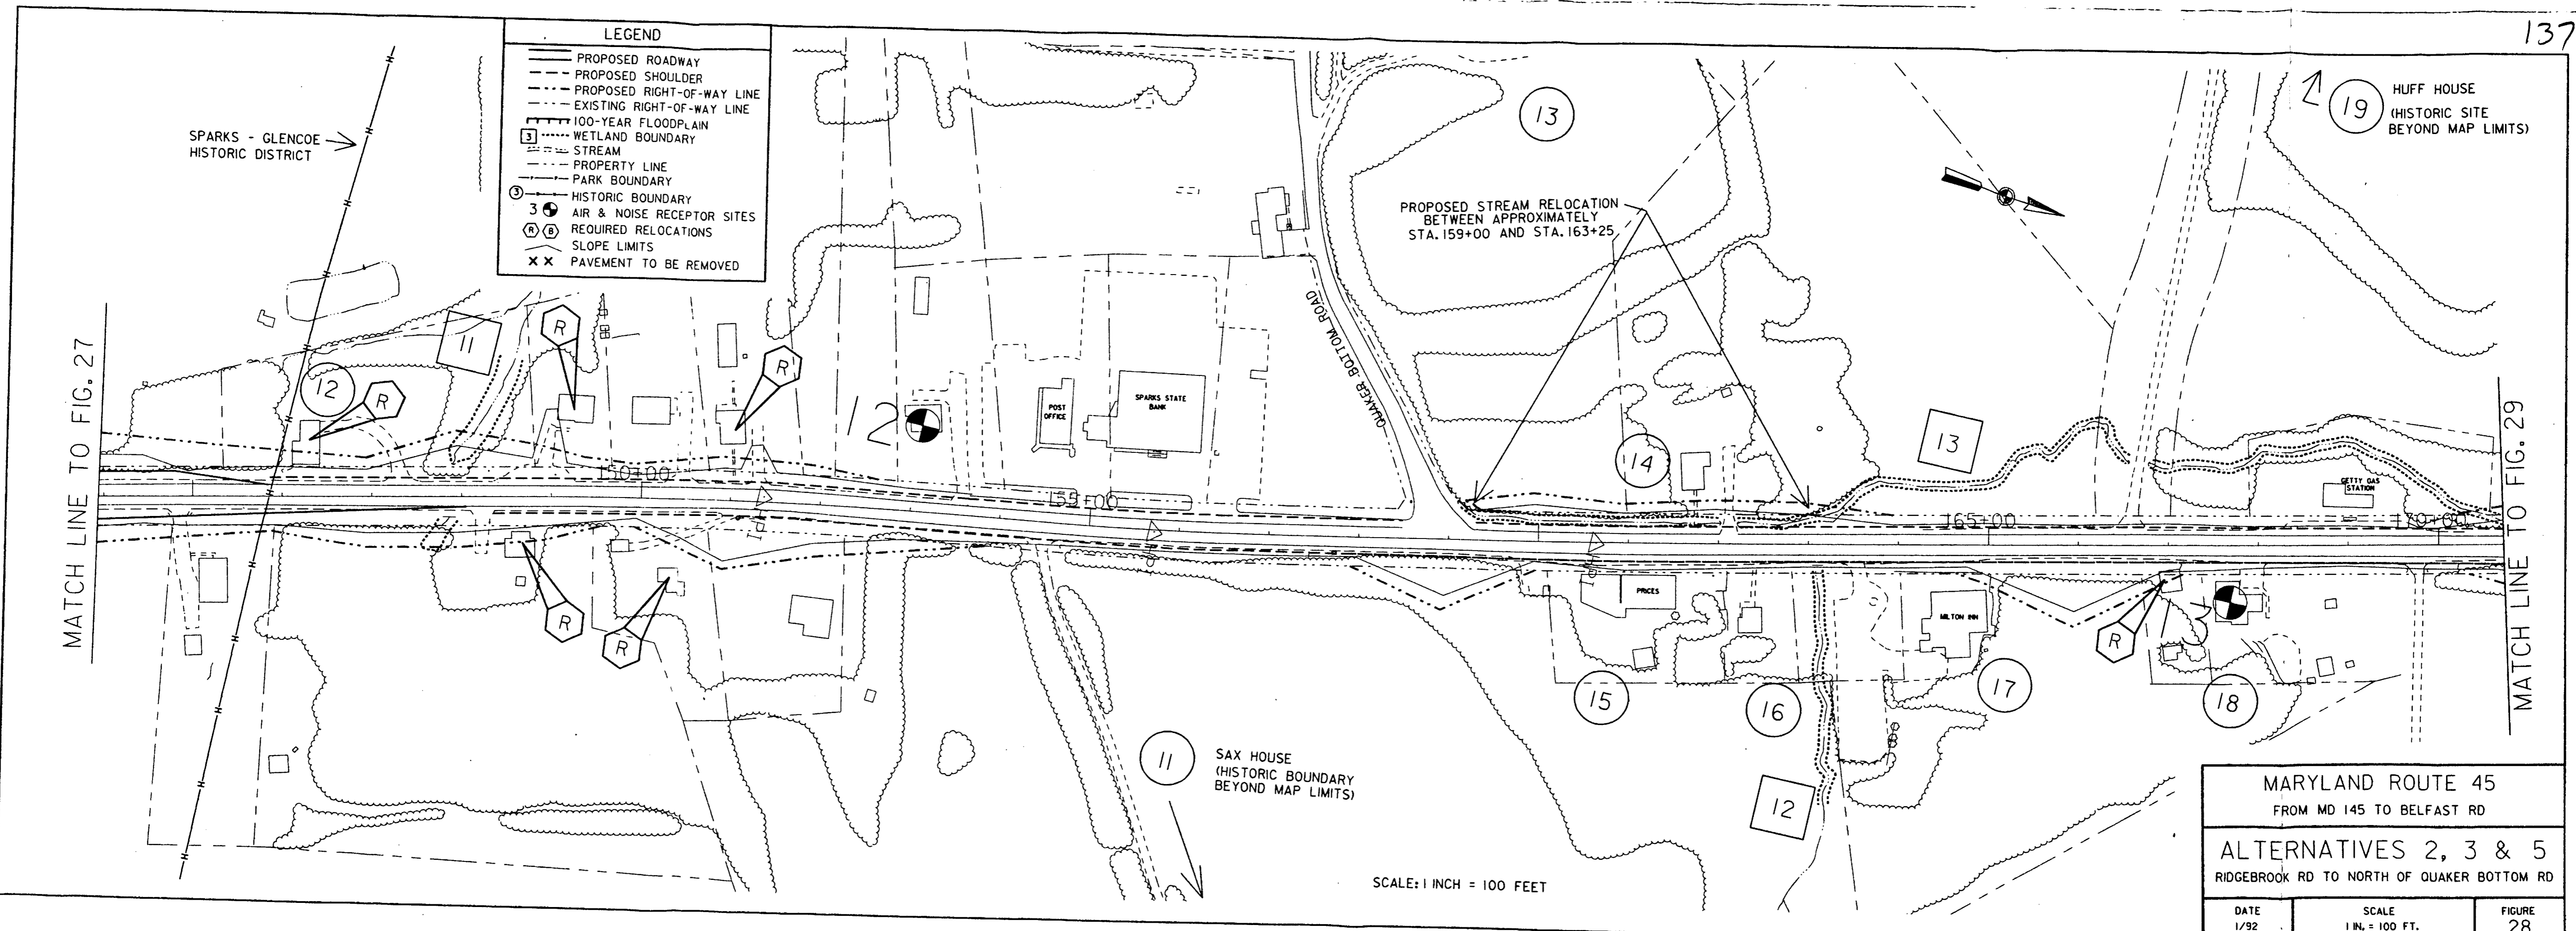 137
LEGEND
PROPOSED ROADWAY
PROPOSED SHOULDER
PROPOSED RIGHT-OF-WAY LINE
EXISTING RIGHT-OF-WAY LINE
100-YEAR FLOODPLAIN
3 WETLAND BOUNDARY
STREAM
PROPERTY LINE
PARK BOUNDARY
3 HISTORIC BOUNDARY
3 AIR & NOISE RECEPTOR SITES
R B REQUIRED RELOCATIONS
SLOPE LIMITS
X X PAVEMENT TO BE REMOVED
SPARKS - GLENCOE
HISTORIC DISTRICT
13
19
HUFF HOUSE
(HISTORIC SITE
BEYOND MAP LIMITS)
PROPOSED STREAM RELOCATION
BETWEEN APPROXIMATELY
STA. 159+00 AND STA. 163+25
MATCH LINE TO FIG. 27
11
R
12
R
R
12
POST
OFFICE
SPARKS STATE
BANK
QUAKER BOTTOM ROAD
14
13
GETTY GAS
STATION
MATCH LINE TO FIG. 29
150+00
155+00
165+00
170+00
R
R
PRICES
MILTON INN
R
13
15
16
17
18
11
SAX HOUSE
(HISTORIC BOUNDARY
BEYOND MAP LIMITS)
12
SCALE: 1 INCH = 100 FEET
MARYLAND ROUTE 45
FROM MD 145 TO BELFAST RD
ALTERNATIVES 2, 3 & 5
RIDGEBROOK RD TO NORTH OF QUAKER BOTTOM RD
DATE
1/92
SCALE
1 IN. = 100 FT.
FIGURE
28